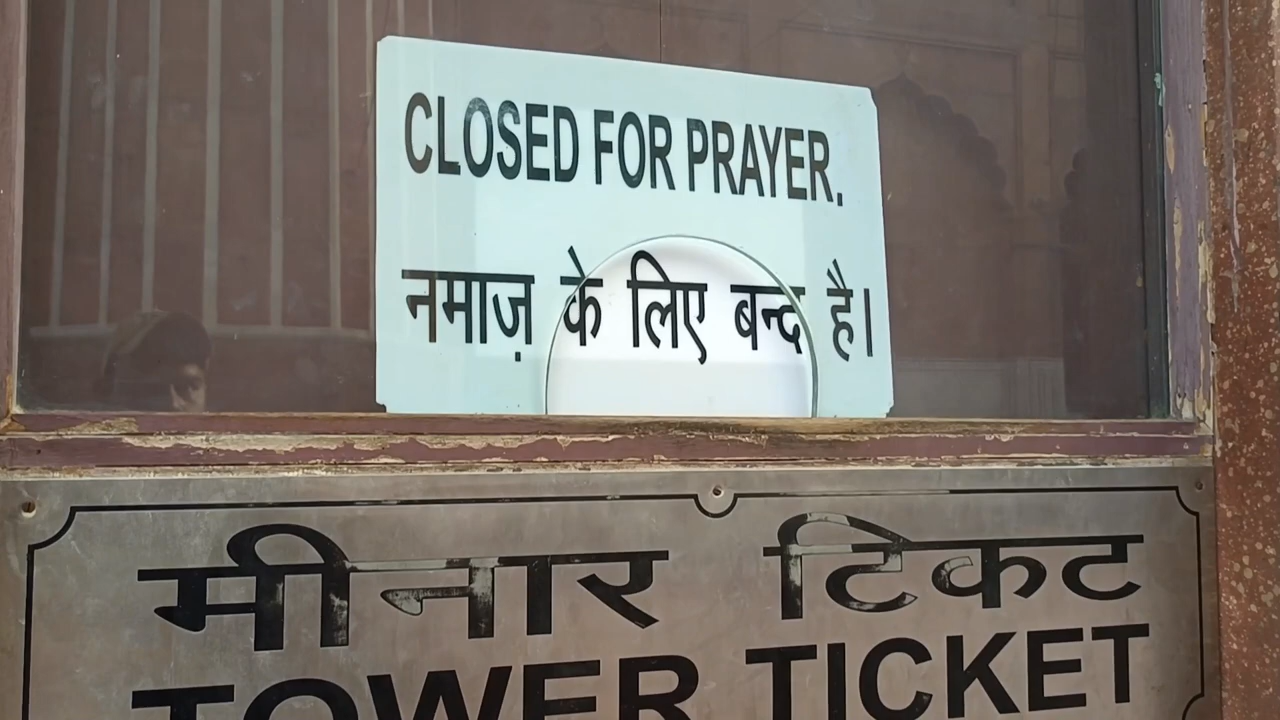 CLOSED FOR PRAYER.
नमाज़ के लिए बन्द है।
मीनार टिकट
TOWER TICKET